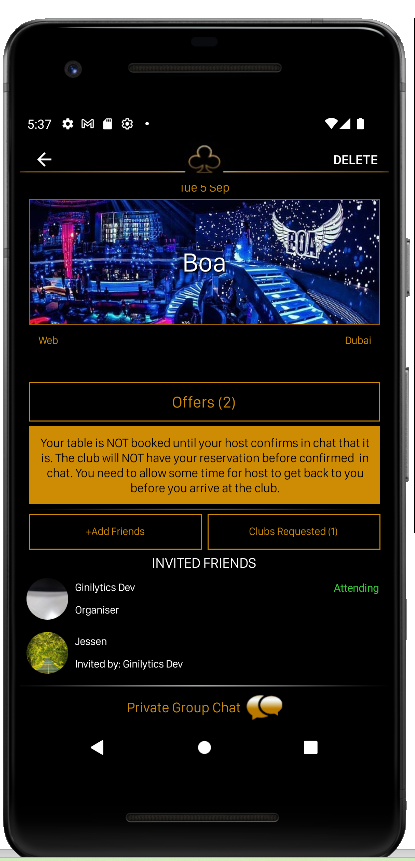 5:37
DELETE
Tue 5 Sep
BOA
Boa
Web
Dubai
Offers (2)
Your table is NOT booked until your host confirms in chat that it
is. The club will NOT have your reservation before confirmed in
chat. You need to allow some time for host to get back to you
before you arrive at the club.
+Add Friends
Clubs Requested (1)
INVITED FRIENDS
Ginilytics Dev
Attending
Organiser
Jessen
Invited by: Ginilytics Dev
Private Group Chat